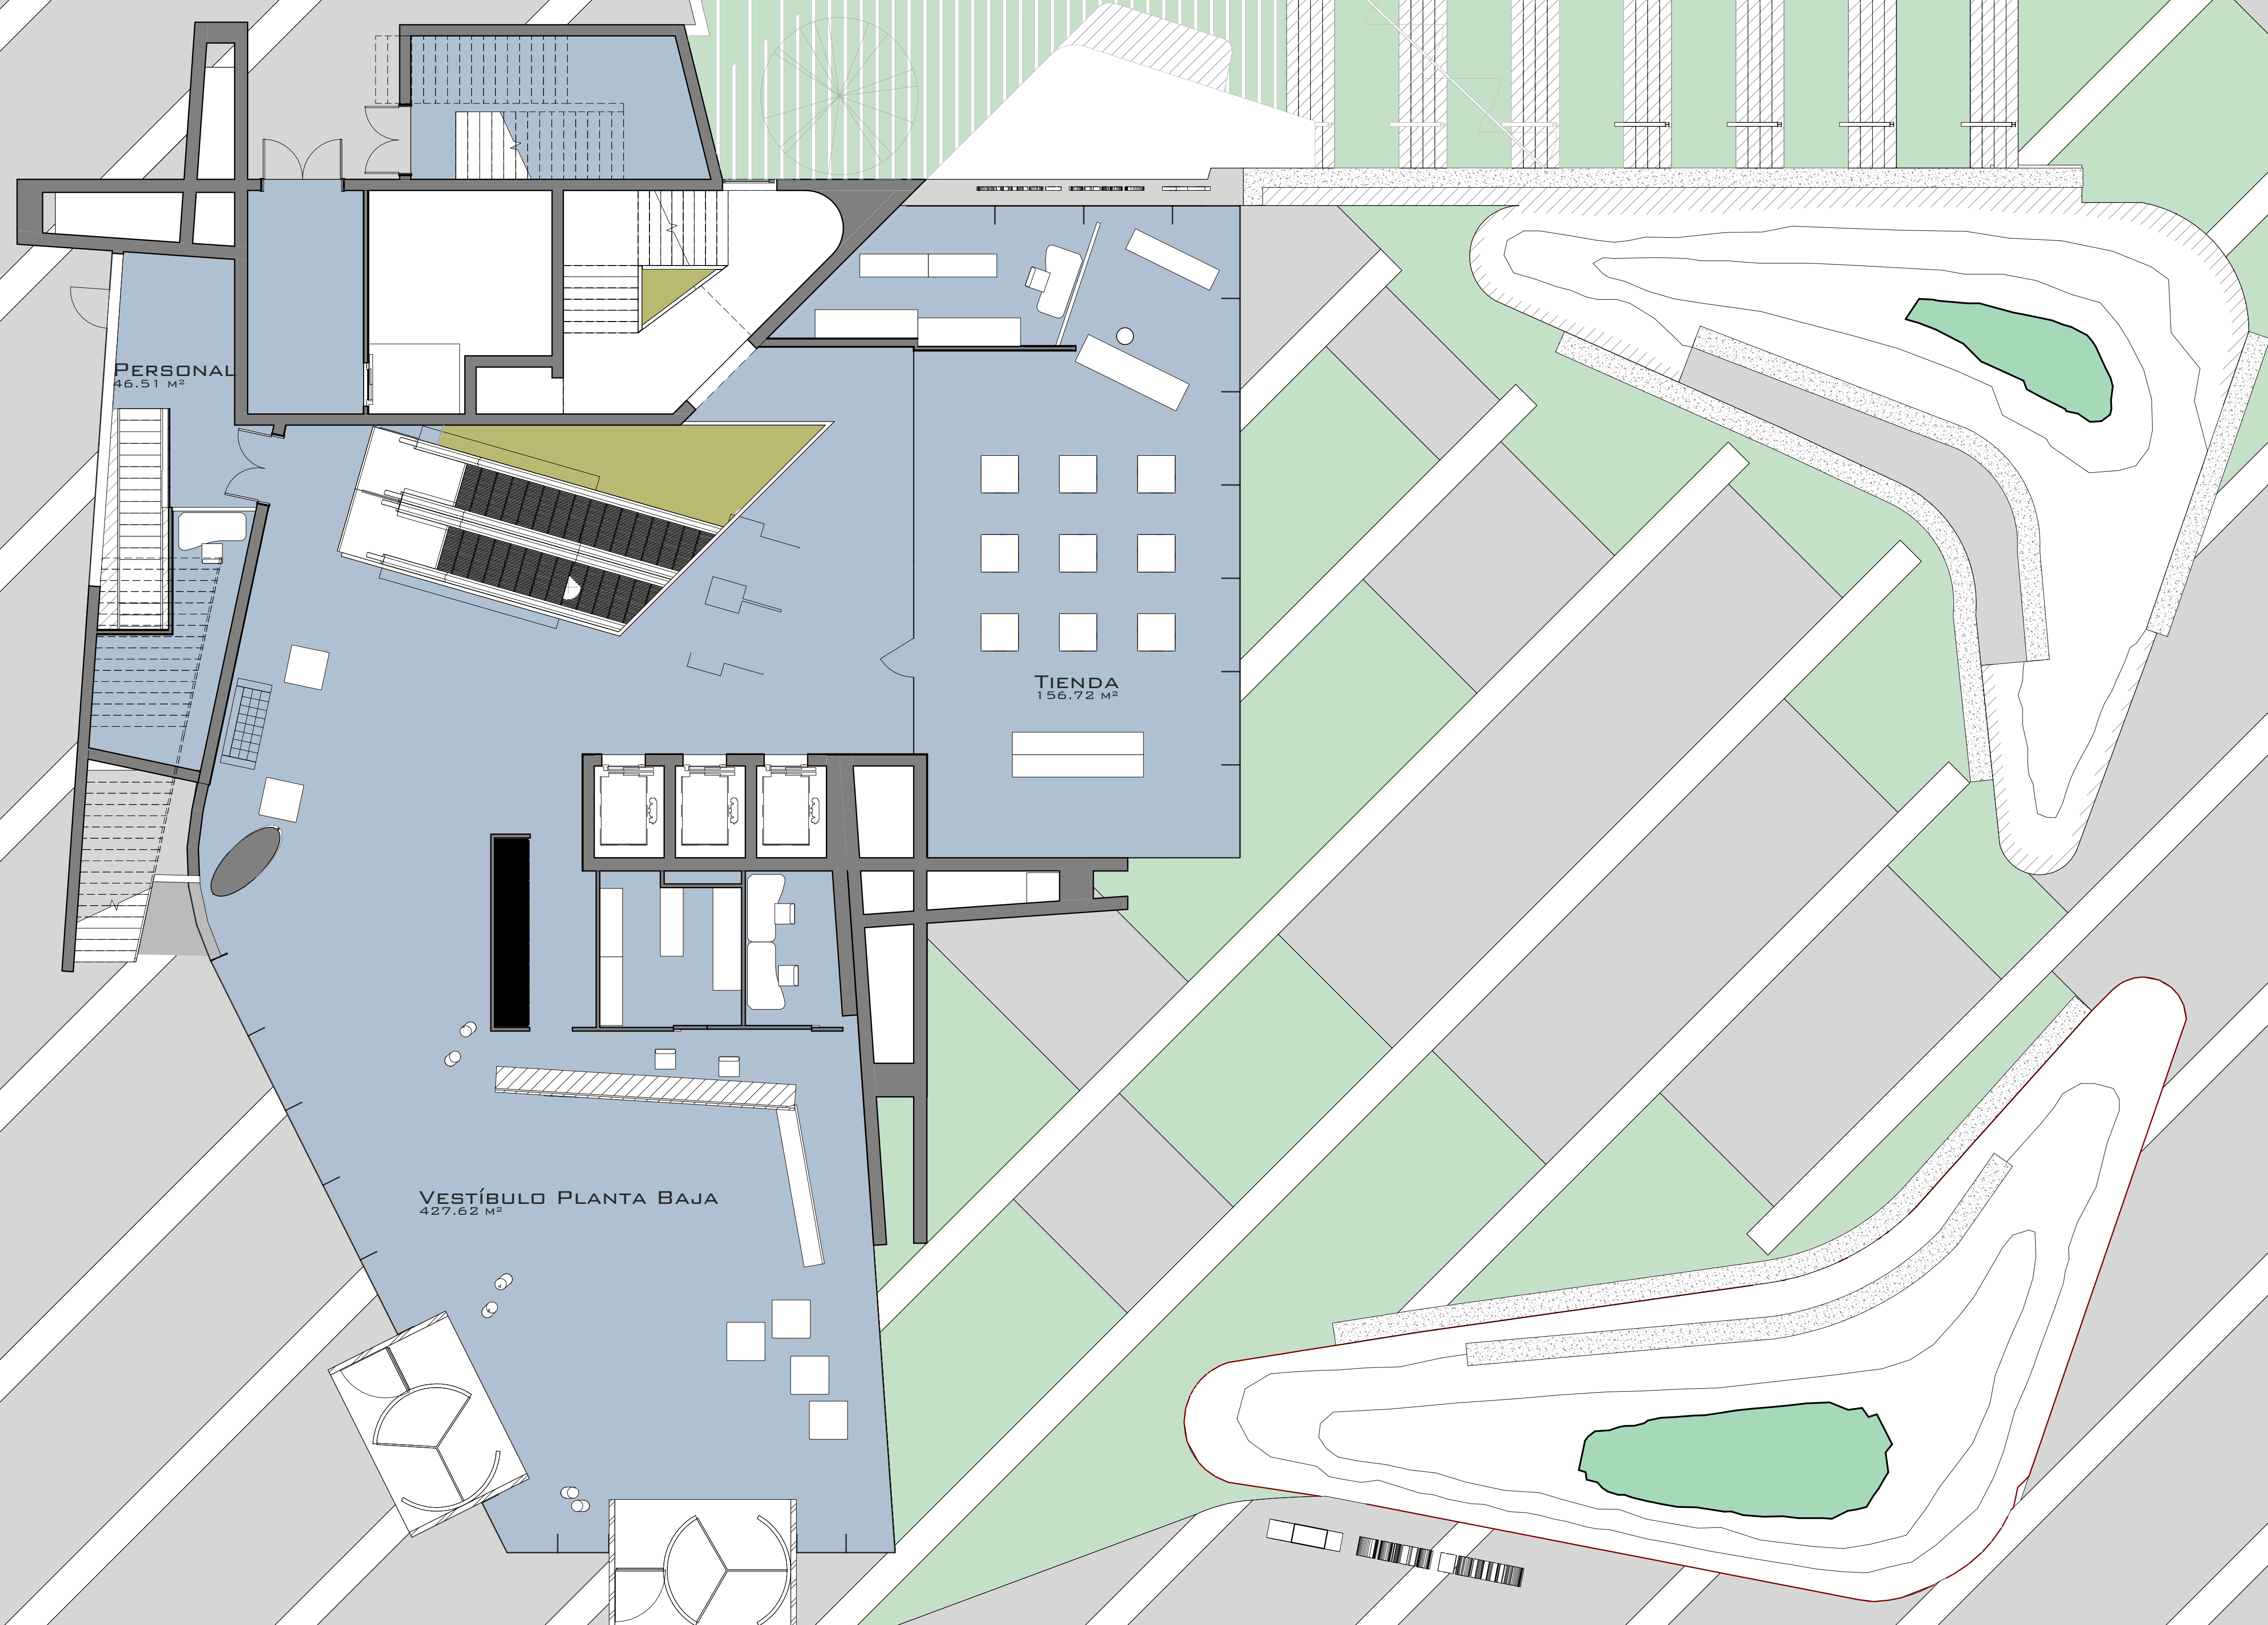 Personal
46.51 m²
Tienda
156.72 m²
Vestíbulo Planta Baja
427.62 m²